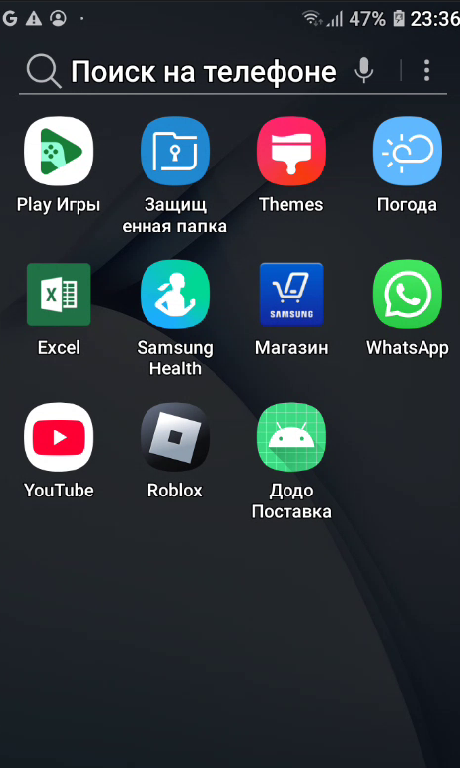 G 47% 23:36
Поиск на телефоне
Play Игры
Защищ
енная папка
Themes
Погода
Excel
Samsung
Health
SAMSUNG
Магазин
WhatsApp
YouTube
Roblox
Додо
Поставка